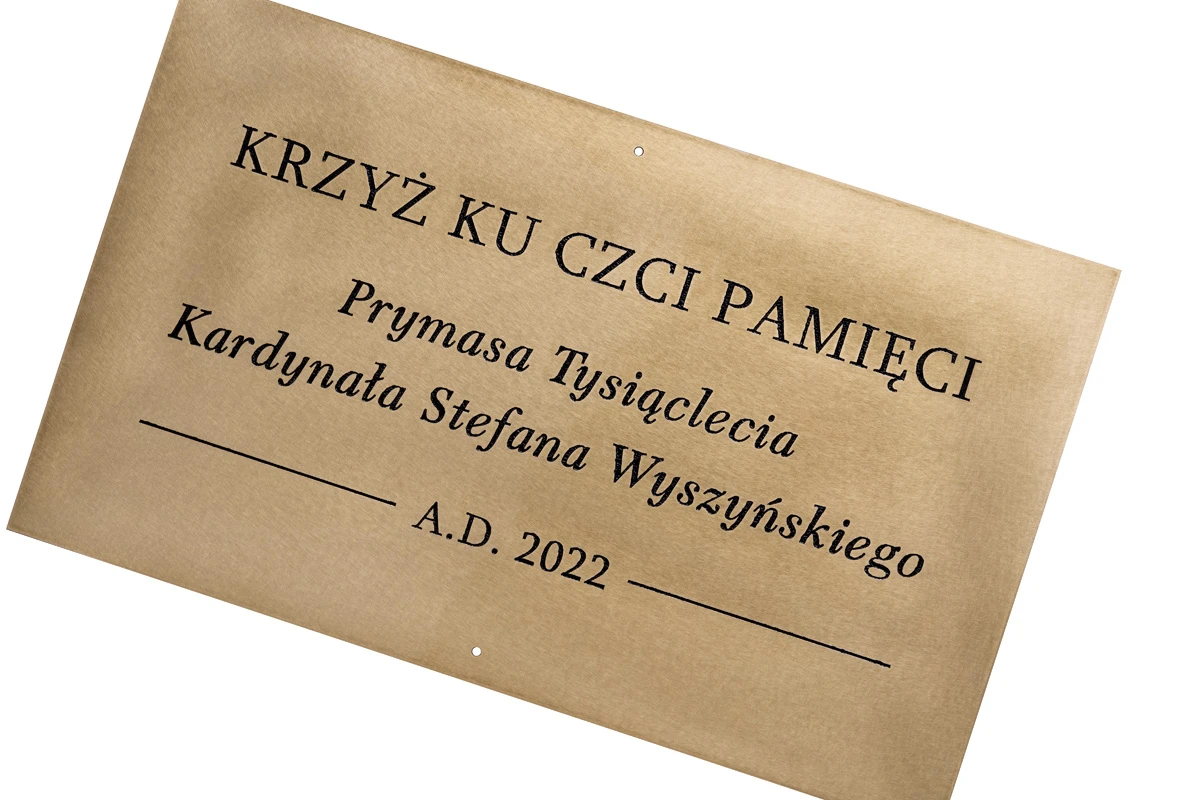 KRZYŻ KU CZCI PAMIĘCI
Prymasa Tysiąclecia
Kardynała Stefana Wyszyńskiego
A.D. 2022